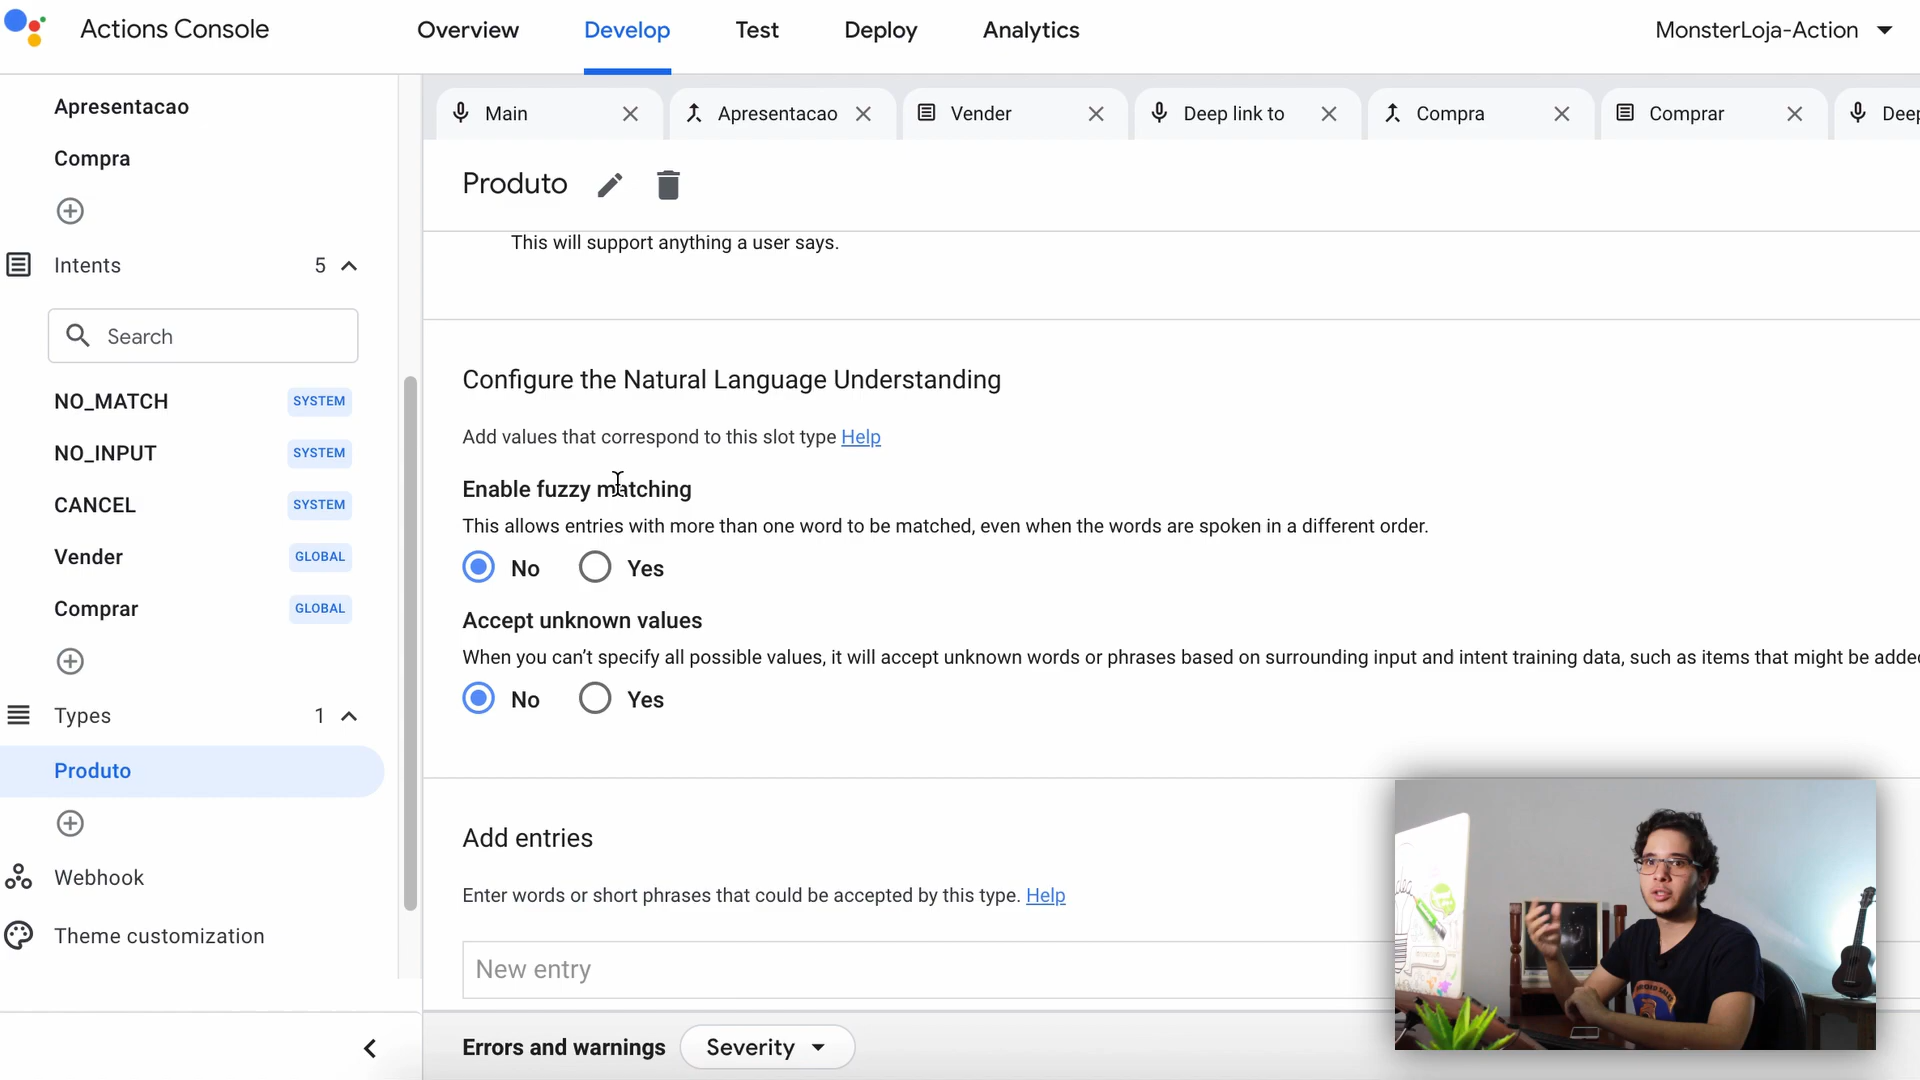 Actions Console
Overview
Develop
Test
Deploy
Analytics
MonsterLoja-Action
Apresentacao
Compra
Intents 5
Search
NO_MATCH SYSTEM
NO_INPUT SYSTEM
CANCEL SYSTEM
Vender GLOBAL
Comprar GLOBAL
Types 1
Produto
Webhook
Theme customization
Main
Apresentacao
Vender
Deep link to
Compra
Comprar
Deep
Produto
This will support anything a user says.
Configure the Natural Language Understanding
Add values that correspond to this slot type Help
Enable fuzzy matching
This allows entries with more than one word to be matched, even when the words are spoken in a different order.
No Yes
Accept unknown values
When you can’t specify all possible values, it will accept unknown words or phrases based on surrounding input and intent training data, such as items that might be added
No Yes
Add entries
Enter words or short phrases that could be accepted by this type. Help
New entry
Errors and warnings
Severity